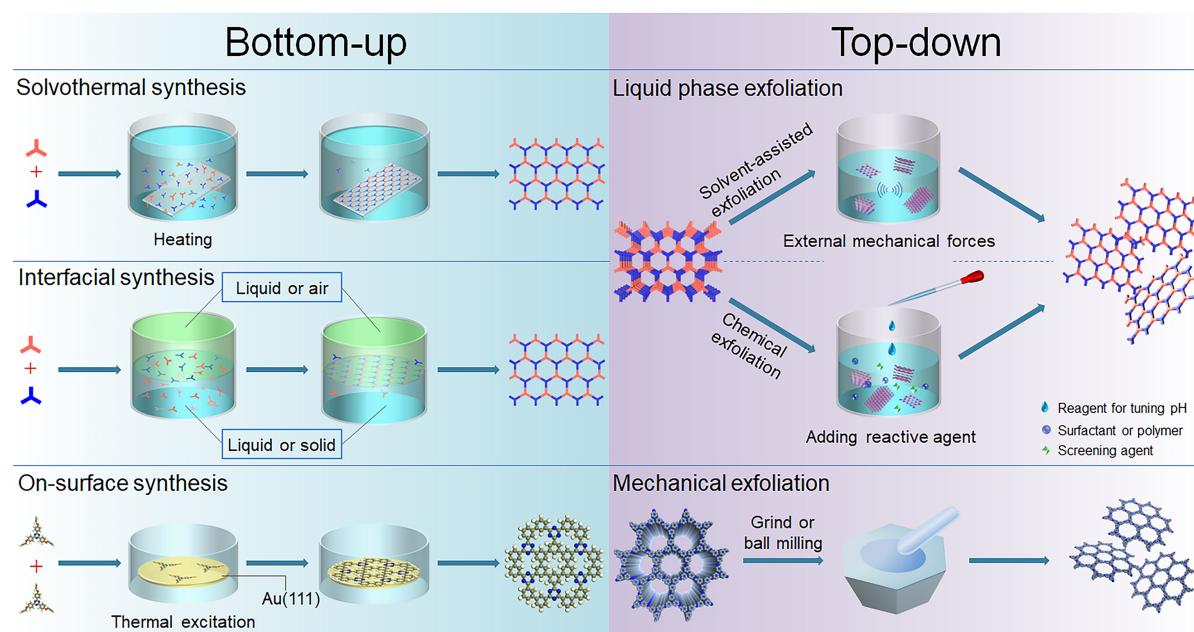 Bottom-up
Solvothermal synthesis
+
Heating
Interfacial synthesis
Liquid or air
+
Liquid or solid
On-surface synthesis
+
Au(111)
Thermal excitation
Top-down
Liquid phase exfoliation
Solvent-assisted
exfoliation
External mechanical forces
Chemical
exfoliation
Adding reactive agent
Reagent for tuning pH
Surfactant or polymer
Screening agent
Mechanical exfoliation
Grind or
ball milling